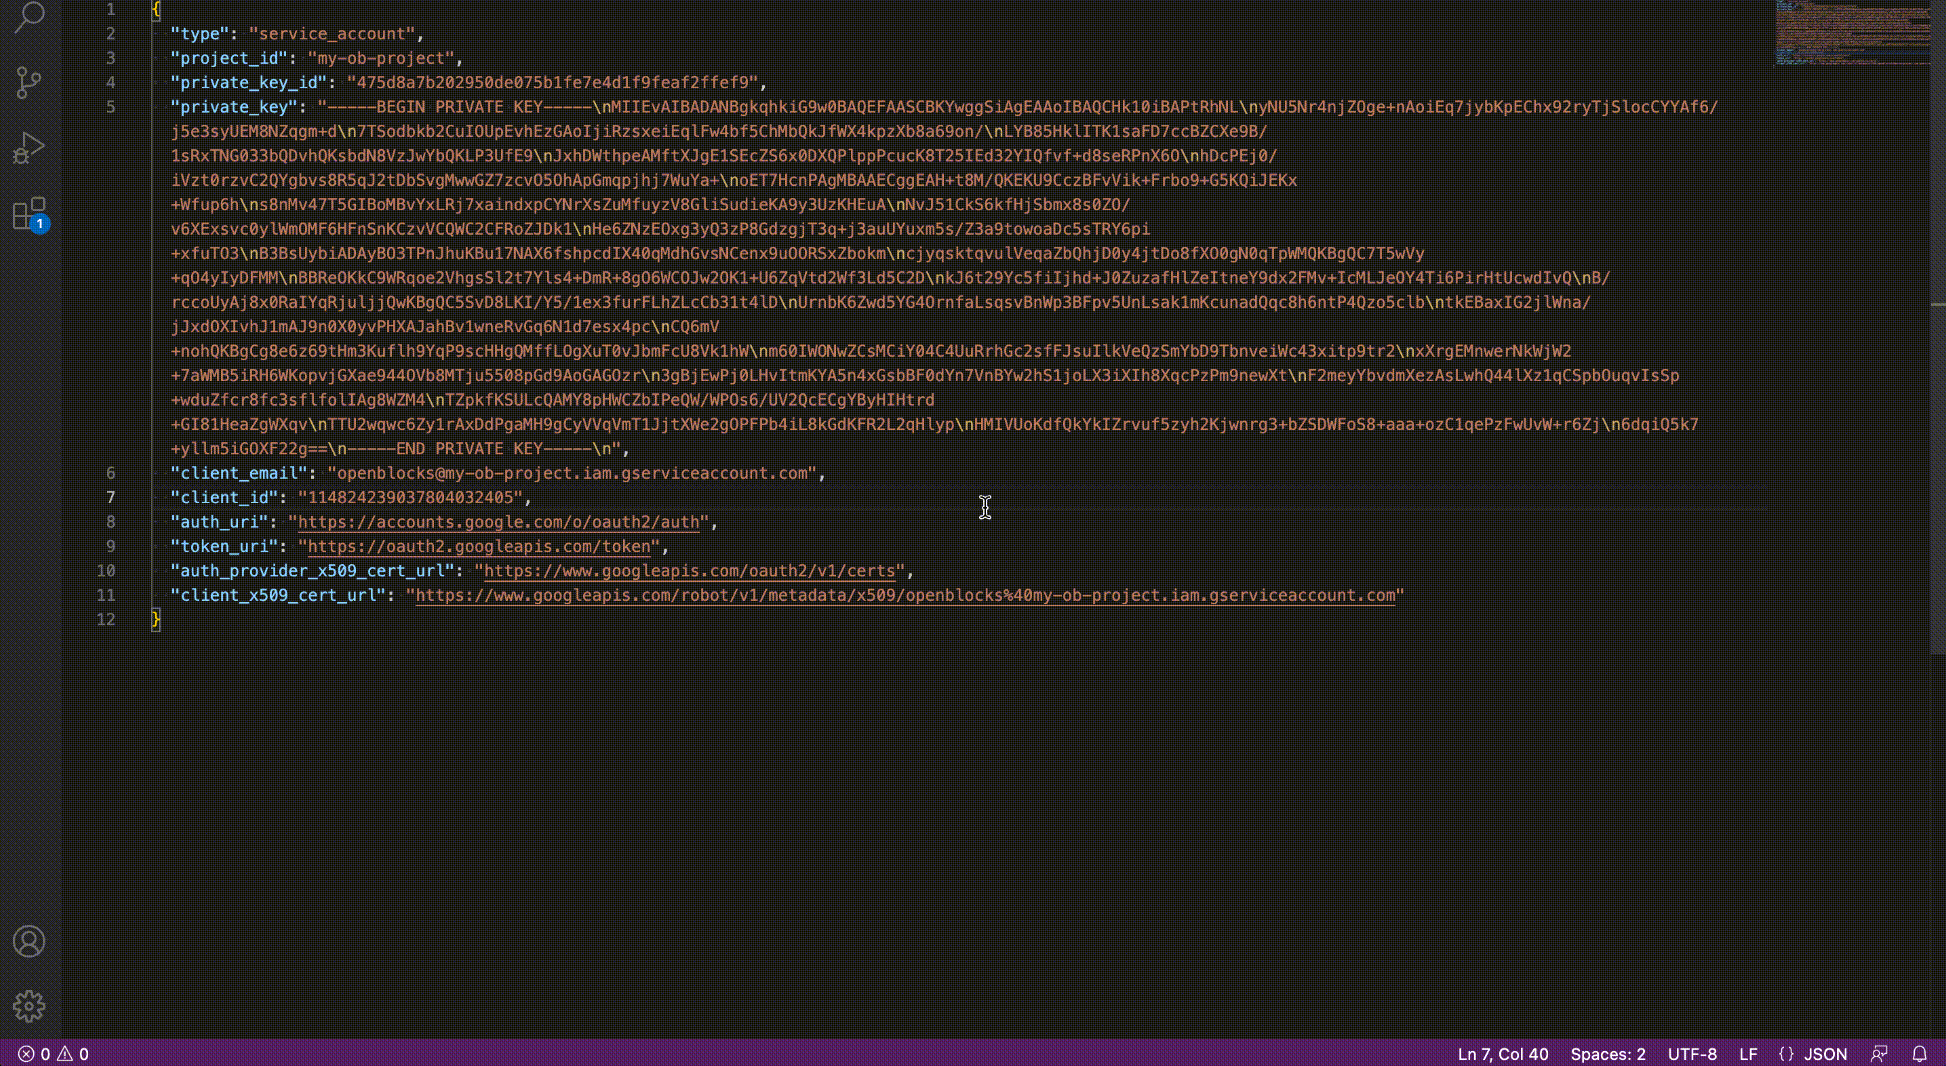 1 {
2 "type": "service_account",
3 "project_id": "my-ob-project",
4 "private_key_id": "475d8a7b202950de075b1fe7e4d1f9feaf2ffef9",
5 "private_key": "-----BEGIN PRIVATE KEY-----\nMIIEvAIBADANBgkqhkiG9w0BAQEFAASCBKYwggSiAgEAAoIBAQCHk10iBAPtRhNL\nyNU5Nr4njZOge+nAoiEq7jybKpEChx92ryTjSlocCYYAf6/
j5e3syUEM8NZqgm+d\n7TSodbkb2CuIOUpEvhEzGAoIjiRzsxeiEqlFw4bf5ChMbQkJfWX4kpzXb8a69on/\nLYB85HklITK1saFD7ccBZCXe9B/
1sRxTNG033bQDvhQKsbdN8VzJwYbQKLP3UfE9\nJxhDWthpeAMftXJgE1SEcZS6x0DXQPlppPcucK8T25IEd32YIQfvf+d8seRPnX6O\nhDcPEj0/
iVzt0rzvC2QYgbvs8R5qJ2tDbSvgMwwGZ7zcvO5OhApGmqpjhj7WuYa+\noET7HcnPAgMBAAECggEAH+t8M/QKEKU9CczBFvVik+Frbo9+G5KQiJEKx
+Wfup6h\ns8nMv47T5GIBoMBvYxLRj7xaindxpCYNrXsZuMfuyzV8GliSudieKA9y3UzKHEuA\nNvJ51CkS6kfHjSbmx8s0ZO/
v6XExsvc0ylWmOMF6HFnSnKCzvVCQWC2CFRoZJDk1\nHe6ZNzEOxg3yQ3zP8GdzgjT3q+j3auUYuxm5s/Z3a9towoaDc5sTRY6pi
+xfuTO3\nB3BsUybiADAyBO3TPnJhuKBu17NAX6fshpcdIX40qMdhGvsNCenx9uOORSxZbokm\ncjyqsktqvulVeqaZbQhjD0y4jtDo8fXO0gN0qTpWMQKBgQC7T5wVy
+qO4yIyDFMM\nBBReOKkC9WRqoe2VhgsSl2t7Yls4+DmR+8gO6WCOJw2OK1+U6ZqVtd2Wf3Ld5C2D\nkJ6t29Yc5fiIjhd+J0ZuzafHlZeItneY9dx2FMv+IcMLJeOY4Ti6PirHtUcwdIvQ\nB/
rccoUyAj8x0RaIYqRjuljjQwKBgQC5SvD8LKI/Y5/1ex3furFLhZLcCb31t4lD\nUrnbK6Zwd5YG4OrnfaLsqsvBnWp3BFpv5UnLsak1mKcunadQqc8h6ntP4Qzo5clb\ntkEBaxIG2jlWna/
jJxdOXIvhJ1mAJ9n0X0yvPHXAJahBv1wneRvGq6N1d7esx4pc\nCQ6mV
+nohQKBgCg8e6z69tHm3Kuflh9YqP9scHHgQMffLOgXuT0vJbmFcU8Vk1hW\nm60IWONwZCsMCiY04C4UuRrhGc2sfFJsuIlkVeQzSmYbD9TbnveiWc43xitp9tr2\nxXrgEMnwerNkWjW2
+7aWMB5iRH6WKopvjGXae944OVb8MTju5508pGd9AoGAGOzr\n3gBjEwPj0LHvItmKYA5n4xGsbBF0dYn7VnBYw2hS1joLX3iXIh8XqcPzPm9newXt\nF2meyYbvdmXezAsLwhQ44lXz1qCSpbOuqvIsSp
+wduZfcr8fc3sflfolIAg8WZM4\nTZpkfKSULcQAMY8pHWCZbIPeQW/WPOs6/UV2QcECgYByHIHtrd
+GI81HeaZgWXqv\nTTU2wqwc6Zy1rAxDdPgaMH9gCyVVqVmT1JjtXWe2gOPFPb4iL8kGdKFR2L2qHlyp\nHMIVUoKdfQkYkIZrvuf5zyh2Kjwnrg3+bZSDWFoS8+aaa+ozC1qePzFwUvW+r6Zj\n6dqiQ5k7
+yllm5iGOXF22g==\n-----END PRIVATE KEY-----\n",
6 "client_email": "openblocks@my-ob-project.iam.gserviceaccount.com",
7 "client_id": "114824239037804032405",
8 "auth_uri": "https://accounts.google.com/o/oauth2/auth",
9 "token_uri": "https://oauth2.googleapis.com/token",
10 "auth_provider_x509_cert_url": "https://www.googleapis.com/oauth2/v1/certs",
11 "client_x509_cert_url": "https://www.googleapis.com/robot/v1/metadata/x509/openblocks%40my-ob-project.iam.gserviceaccount.com"
12 }
1
0 0 Ln 7, Col 40 Spaces: 2 UTF-8 LF {} JSON